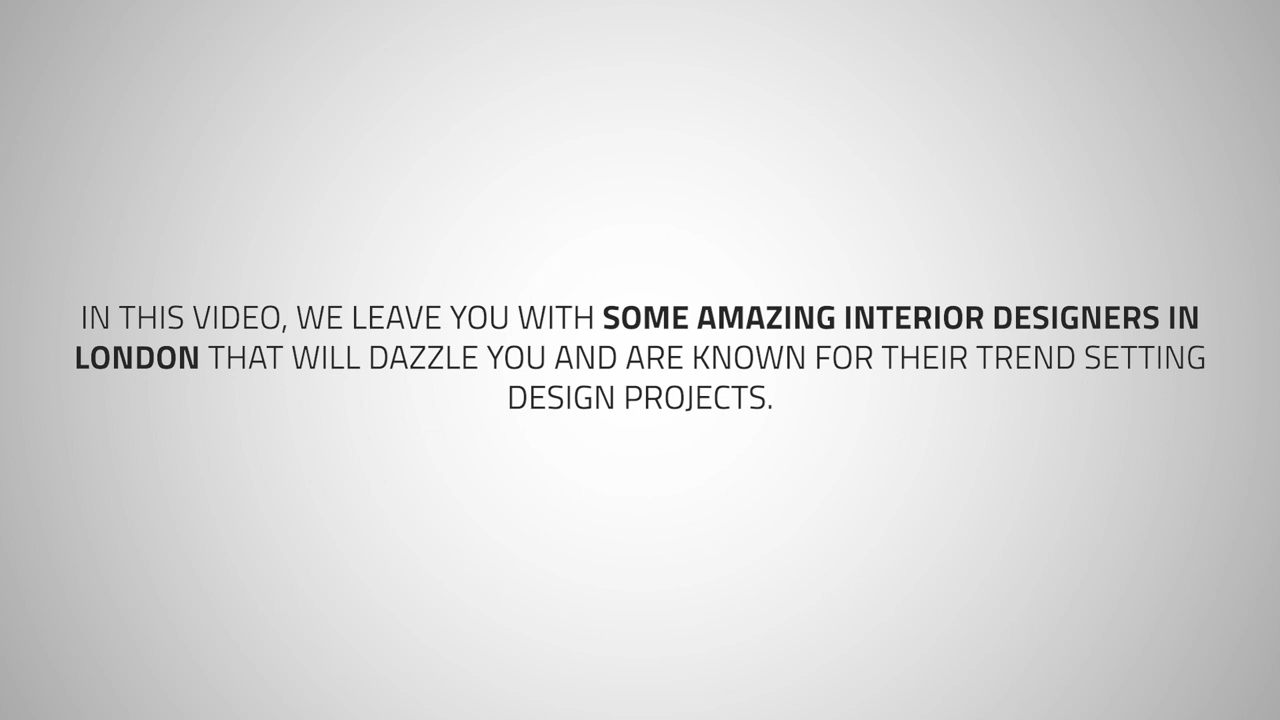 IN THIS VIDEO, WE LEAVE YOU WITH SOME AMAZING INTERIOR DESIGNERS IN
LONDON THAT WILL DAZZLE YOU AND ARE KNOWN FOR THEIR TREND SETTING
DESIGN PROJECTS.